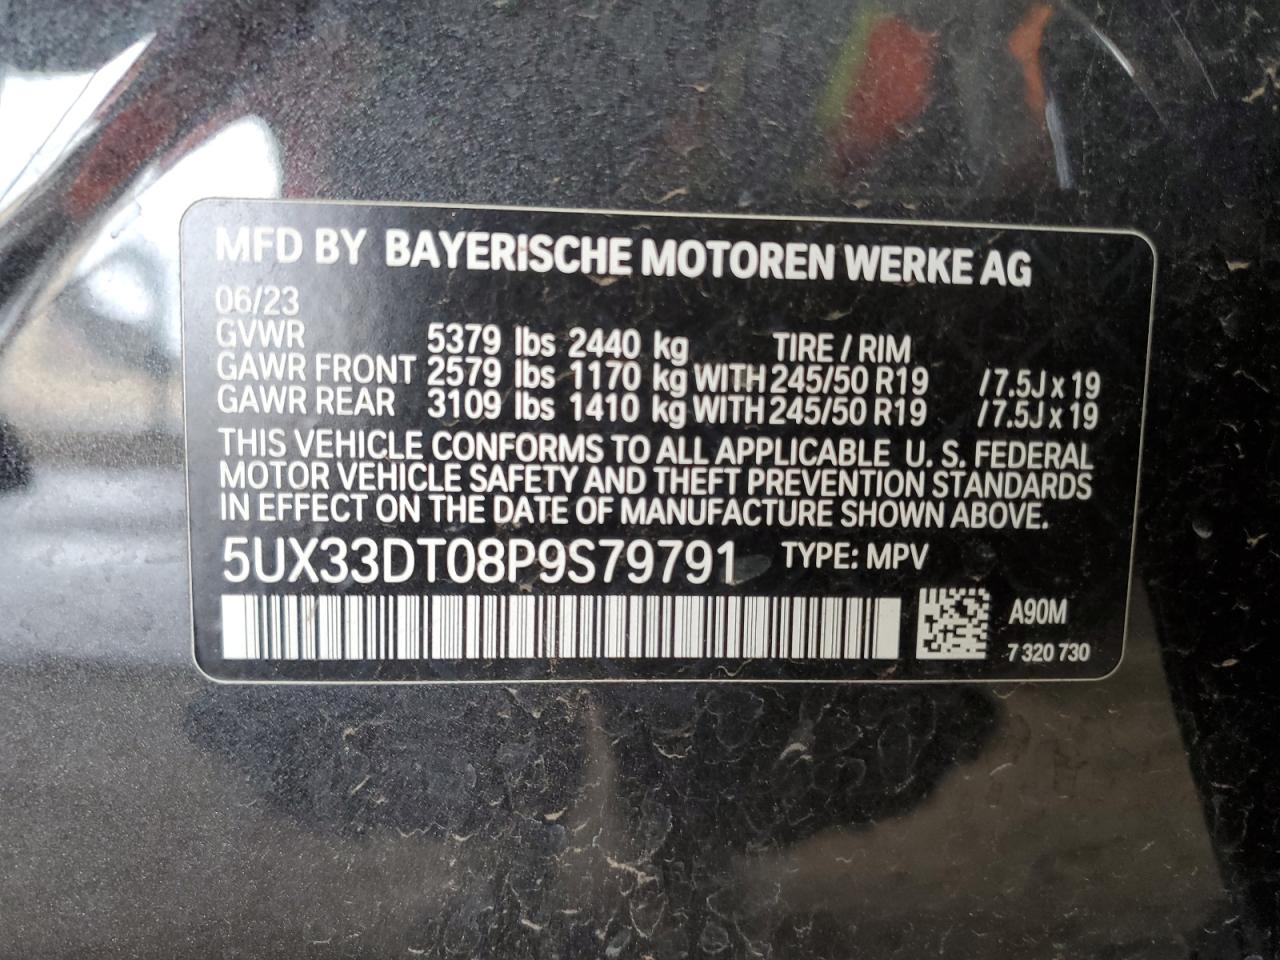 MFD BY BAYERISCHE MOTOREN WERKE AG
06/23
GVWR 5379 lbs 2440 kg TIRE / RIM
GAWR FRONT 2579 lbs 1170 kg WITH 245/50 R19 /7.5J x 19
GAWR REAR 3109 lbs 1410 kg WITH 245/50 R19 /7.5J x 19
THIS VEHICLE CONFORMS TO ALL APPLICABLE U. S. FEDERAL
MOTOR VEHICLE SAFETY AND THEFT PREVENTION STANDARDS
IN EFFECT ON THE DATE OF MANUFACTURE SHOWN ABOVE.
5UX33DT08P9S79791 TYPE: MPV
A90M
7 320 730